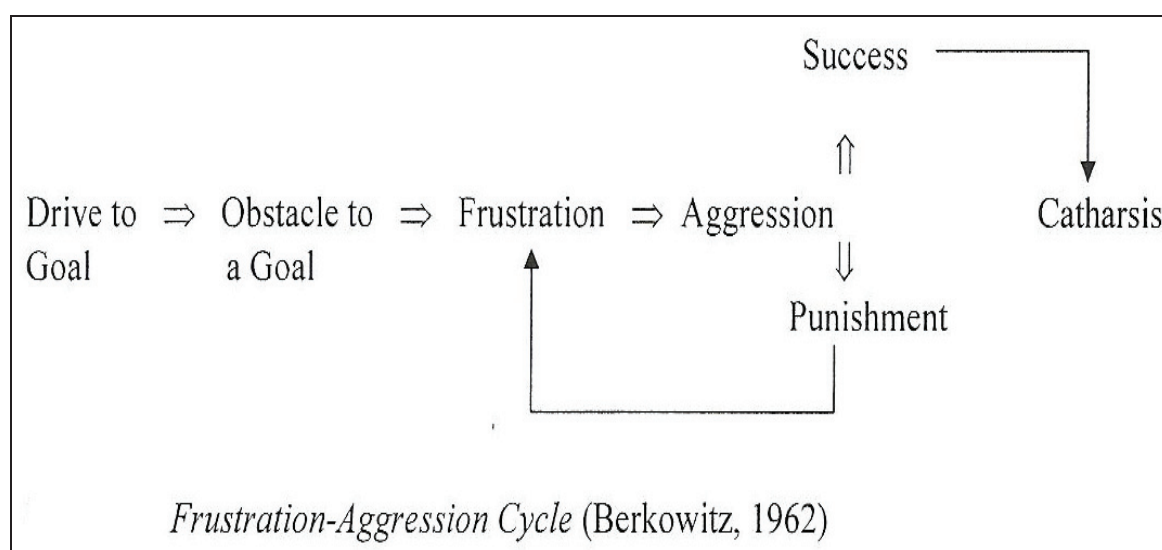 Success
Drive to ⇒ Obstacle to ⇒ Frustration ⇒ Aggression Catharsis
Goal a Goal
Punishment
Frustration-Aggression Cycle (Berkowitz, 1962)